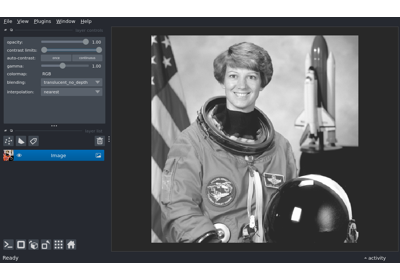 File View Plugins Window Help
opacity: 1.00
contrast limits:
auto-contrast: once continuous
gamma: 1.00
colormap: RGB
blending: translucent_no_depth
interpolation: nearest
image
Ready
activity